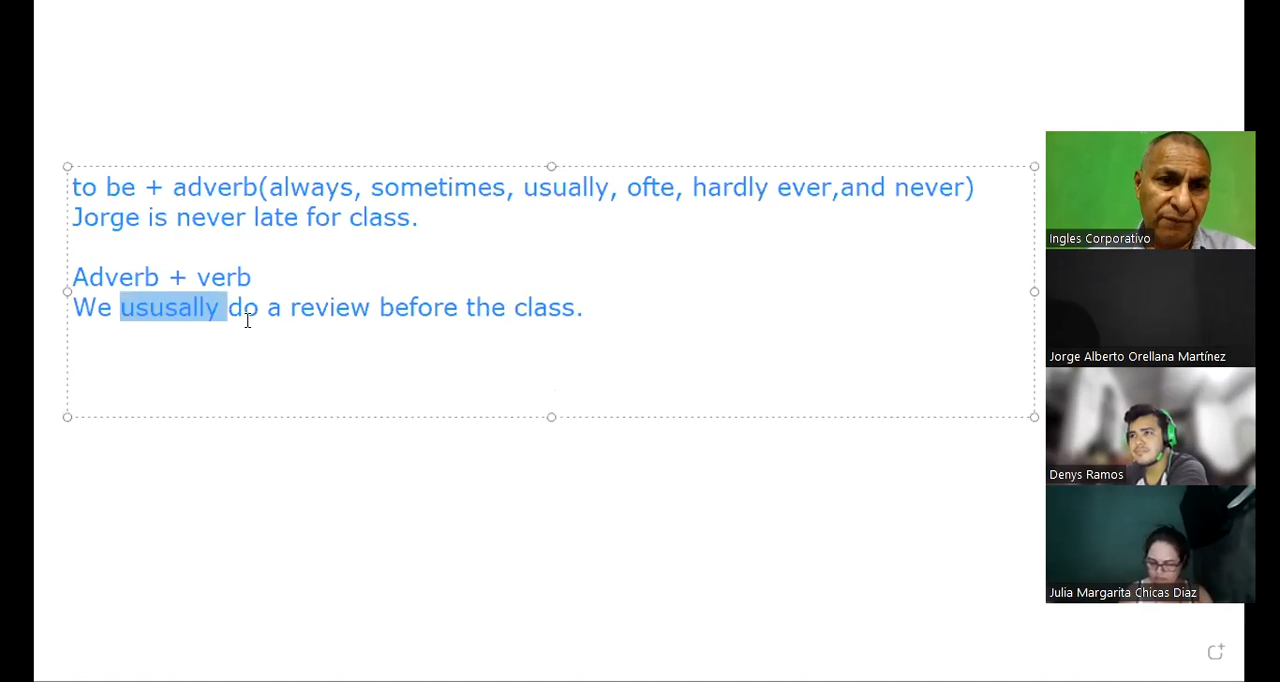 to be + adverb(always, sometimes, usually, ofte, hardly ever,and never)
Jorge is never late for class.
Adverb + verb
We ususally do a review before the class.
Ingles Corporativo
Jorge Alberto Orellana Martínez
Denys Ramos
Julia Margarita Chicas Diaz